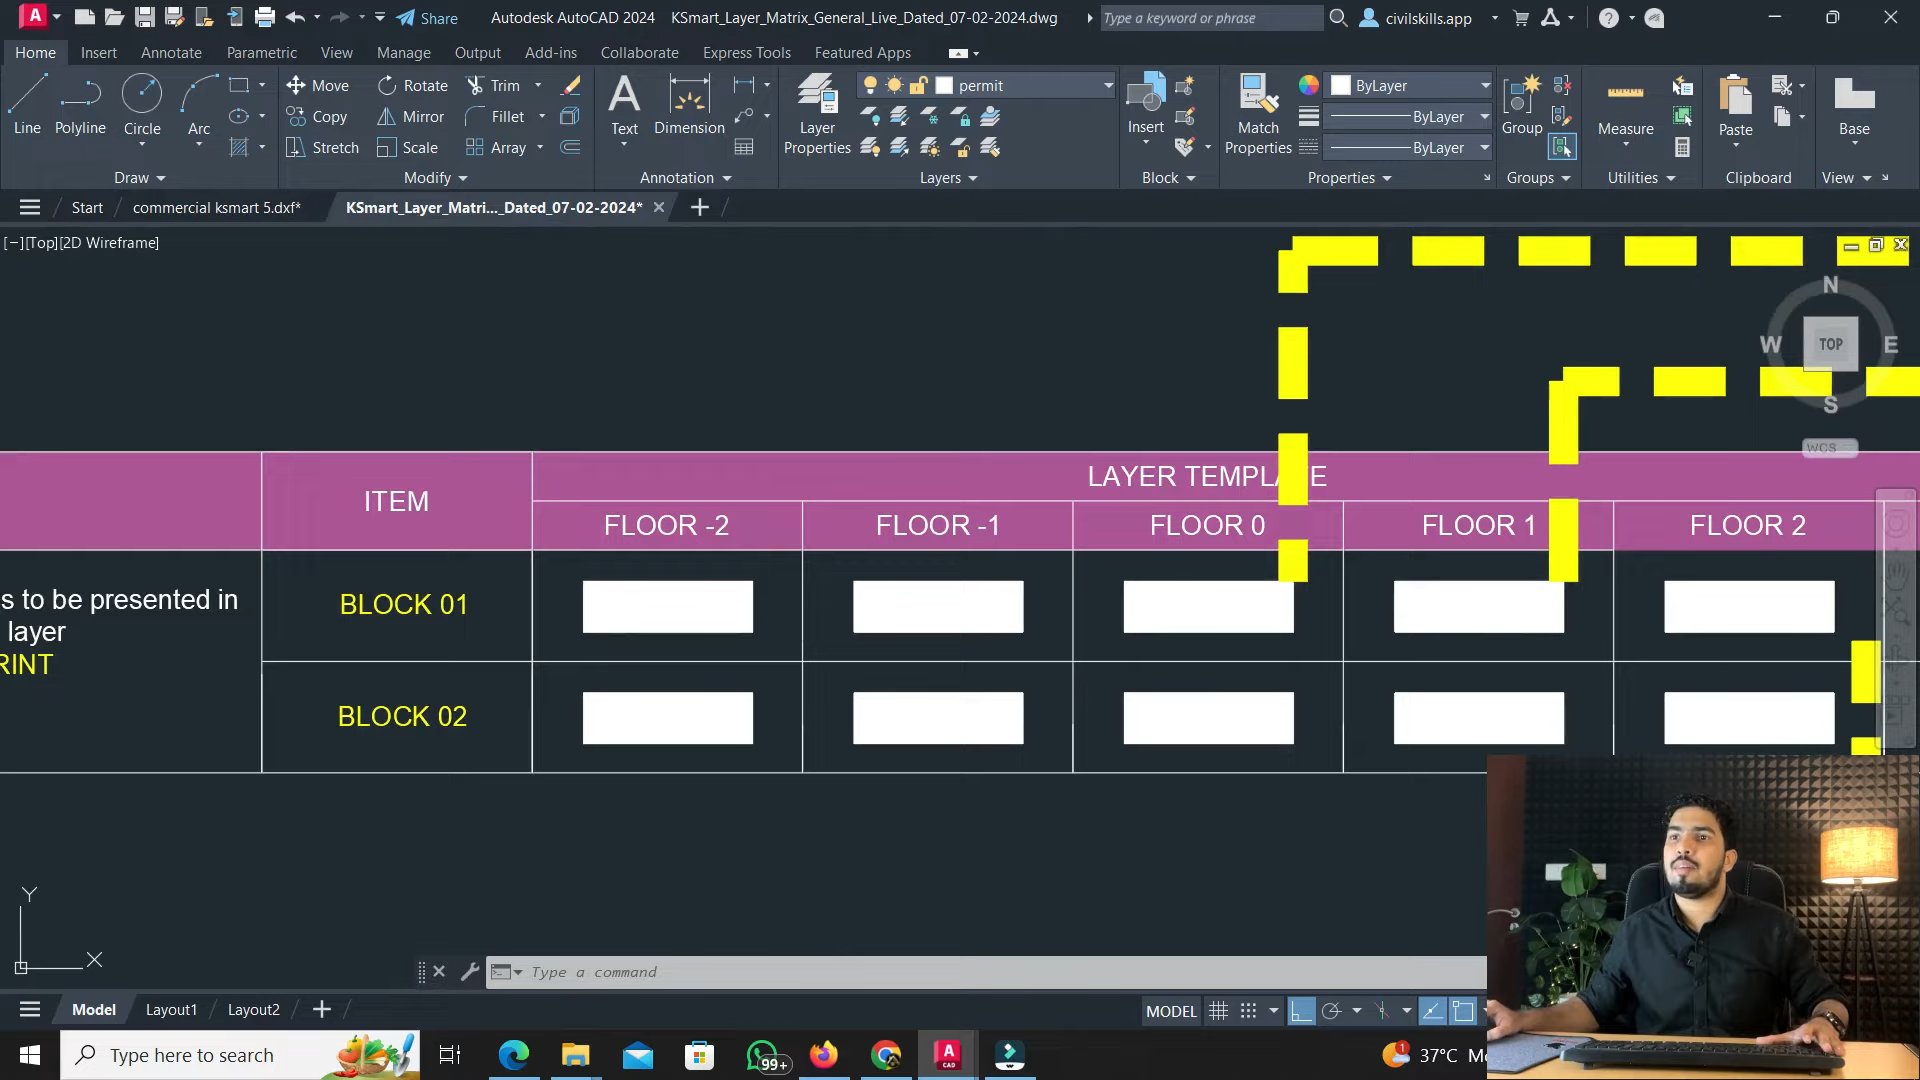 Share
Autodesk AutoCAD 2024 KSmart_Layer_Matrix_General_Live_Dated_07-02-2024.dwg
Type a keyword or phrase
civilskills.app
Home Insert Annotate Parametric View Manage Output Add-ins Collaborate Express Tools Featured Apps
Line
Polyline
Circle
Arc
Draw
Move Rotate Trim
Copy Mirror Fillet
Stretch Scale Array
Modify
Text
Dimension
Annotation
Layer
Properties
permit
Layers
Insert
Block
Match
Properties
ByLayer
ByLayer
ByLayer
Properties
Group
Groups
Measure
Utilities
Paste
Clipboard
Base
View
Start commercial ksmart 5.dxf* KSmart_Layer_Matri..._Dated_07-02-2024*
[−][Top][2D Wireframe]
N
W TOP E
S
WCS
ITEM LAYER TEMPLATE
FLOOR -2 FLOOR -1 FLOOR 0 FLOOR 1 FLOOR 2
s to be presented in
layer
RINT
BLOCK 01
BLOCK 02
Y
X
Type a command
Model Layout1 Layout2
MODEL
Type here to search
99+
A
CAD
1
37°C